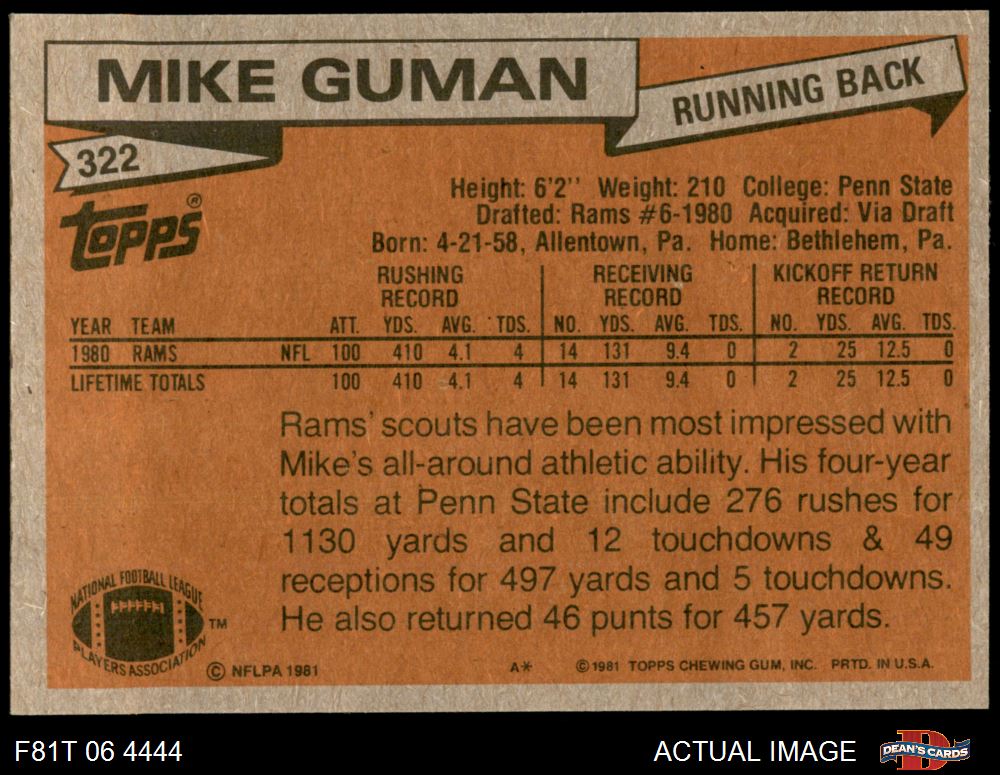 MIKE GUMAN
RUNNING BACK
322
Topps®
Height: 6'2'' Weight: 210 College: Penn State
Drafted: Rams #6-1980 Acquired: Via Draft
Born: 4-21-58, Allentown, Pa. Home: Bethlehem, Pa.
RUSHING RECORD RECEIVING RECORD KICKOFF RETURN RECORD
YEAR TEAM ATT. YDS. AVG. TDS. NO. YDS. AVG. TDS. NO. YDS. AVG. TDS.
1980 RAMS NFL 100 410 4.1 4 14 131 9.4 0 2 25 12.5 0
LIFETIME TOTALS 100 410 4.1 4 14 131 9.4 0 2 25 12.5 0
Rams' scouts have been most impressed with
Mike's all-around athletic ability. His four-year
totals at Penn State include 276 rushes for
1130 yards and 12 touchdowns & 49
receptions for 497 yards and 5 touchdowns.
He also returned 46 punts for 457 yards.
NATIONAL FOOTBALL LEAGUE
PLAYERS ASSOCIATION
TM
© NFLPA 1981
A* ©1981 TOPPS CHEWING GUM, INC. PRTD. IN U.S.A.
F81T 06 4444
ACTUAL IMAGE
D
DEAN'S CARDS